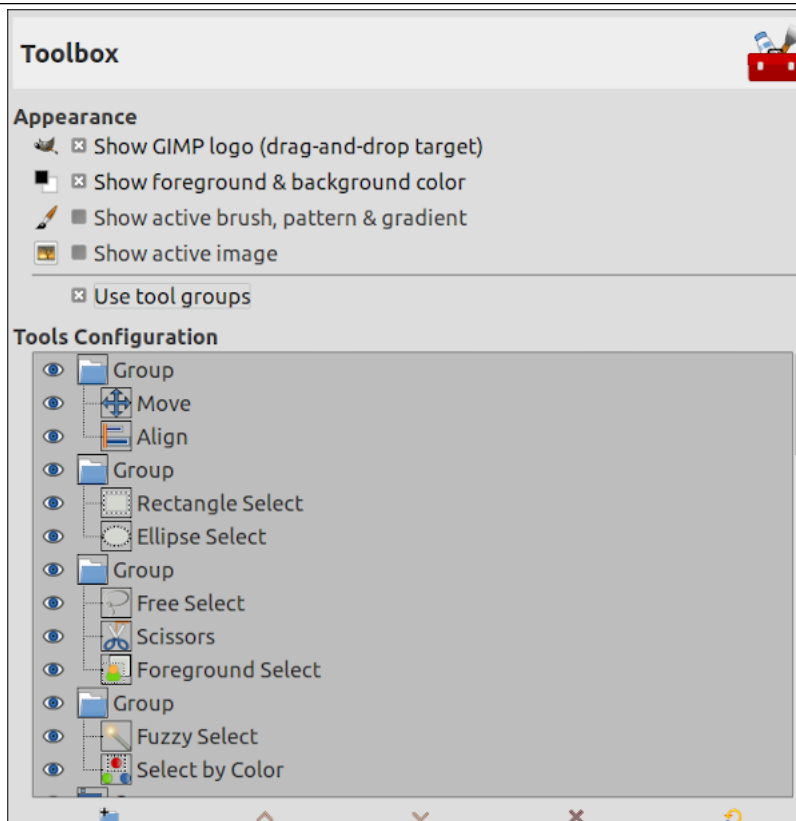 Toolbox
Appearance
Show GIMP logo (drag-and-drop target)
Show foreground & background color
Show active brush, pattern & gradient
Show active image
Use tool groups
Tools Configuration
Group
Move
Align
Group
Rectangle Select
Ellipse Select
Group
Free Select
Scissors
Foreground Select
Group
Fuzzy Select
Select by Color